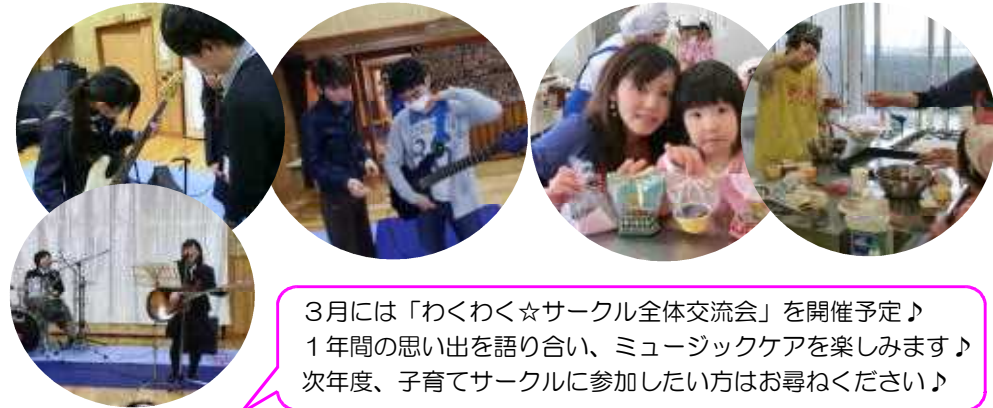 ３月には「わくわく☆サークル全体交流会」を開催予定♪
１年間の思い出を語り合い、ミュージックケアを楽しみます♪
次年度、子育てサークルに参加したい方はお尋ねください♪